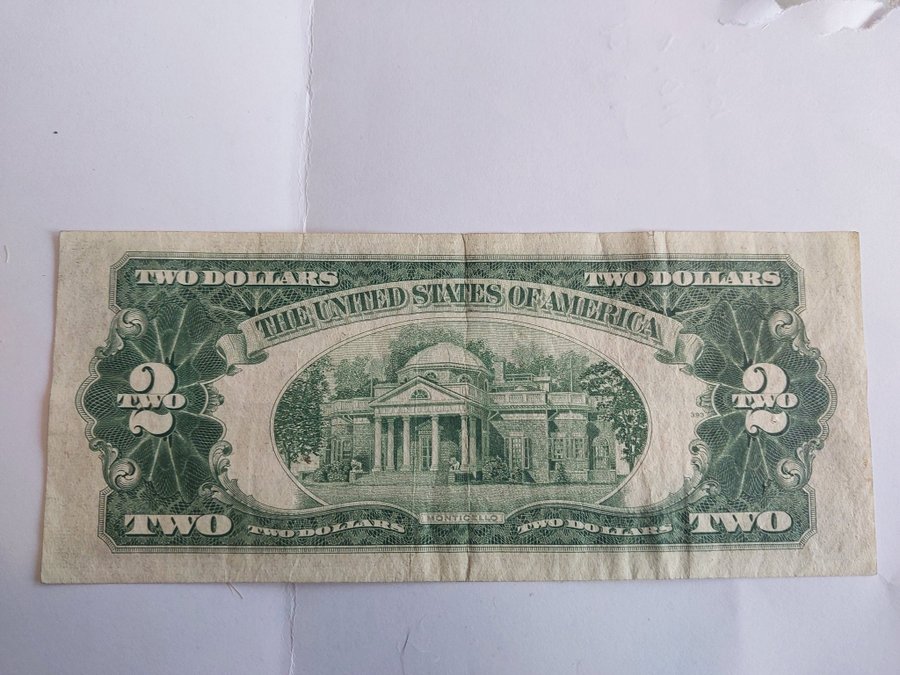 TWO DOLLARS TWO DOLLARS
THE UNITED STATES OF AMERICA
2 2
TWO TWO
393
TWO TWO DOLLARS MONTICELLO TWO DOLLARS TWO